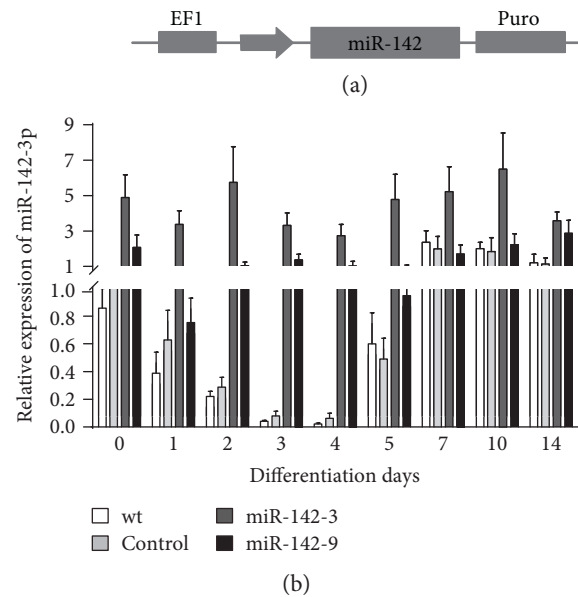 EF1 Puro
miR-142
(a)
Relative expression of miR-142-3p
9
7
5
3
1
1.0
0.8
0.6
0.4
0.2
0.0
0 1 2 3 4 5 7 10 14
Differentiation days
wt miR-142-3
Control miR-142-9
(b)